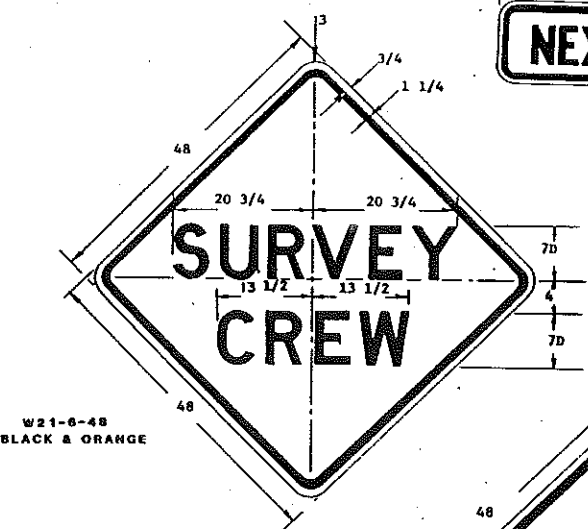 3
NEX
3/4
1 1/4
48
20 3/4 20 3/4
SURVEY
7D
13 1/2 13 1/2
4
CREW
7D
48
W21-6-48
BLACK & ORANGE
48